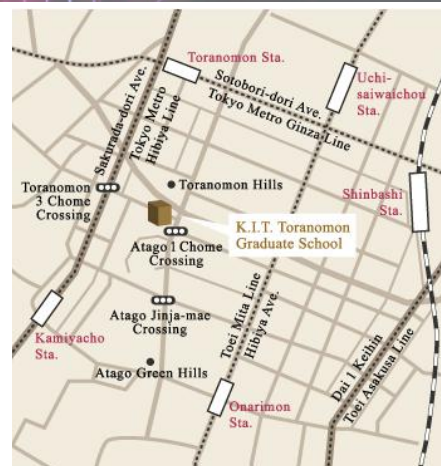 Toranomon Sta.
Uchi-
saiwaichou
Sta.
Sotobori-dori Ave.
Tokyo Metro Ginza Line
Sakurada-dori Ave.
Tokyo Metro
Hibiya Line
Toranomon
3 Chome
Crossing
Toranomon Hills
Shinbashi
Sta.
K.I.T. Toranomon
Graduate School
Atago 1 Chome
Crossing
Atago Jinja-mac
Crossing
Kamiyacho
Sta.
Toei Mita Line
Hibiya Ave.
Atago Green Hills
Dai 1 Keihin
Toei Asakusa Line
Onarimon
Sta.